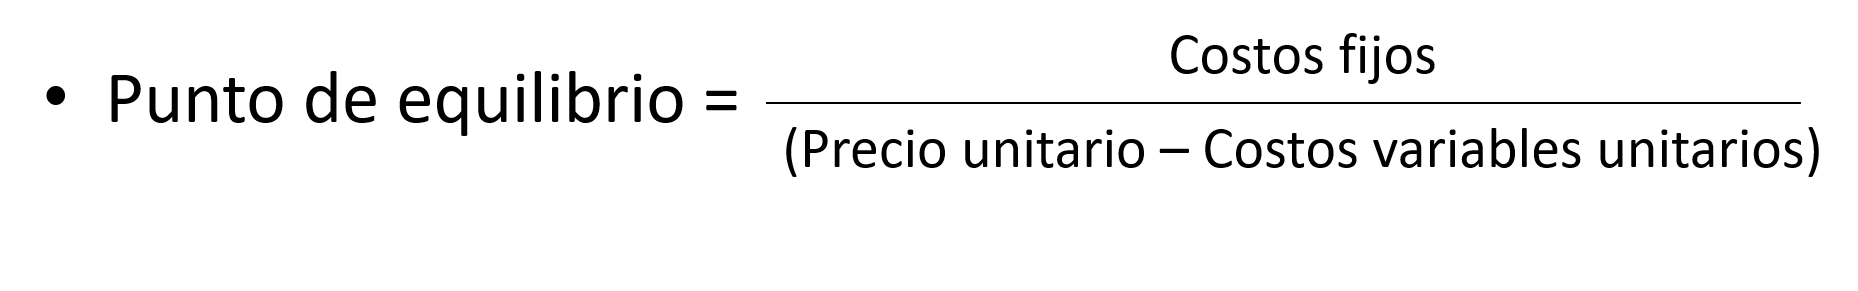 • Punto de equilibrio =
Costos fijos
(Precio unitario – Costos variables unitarios)